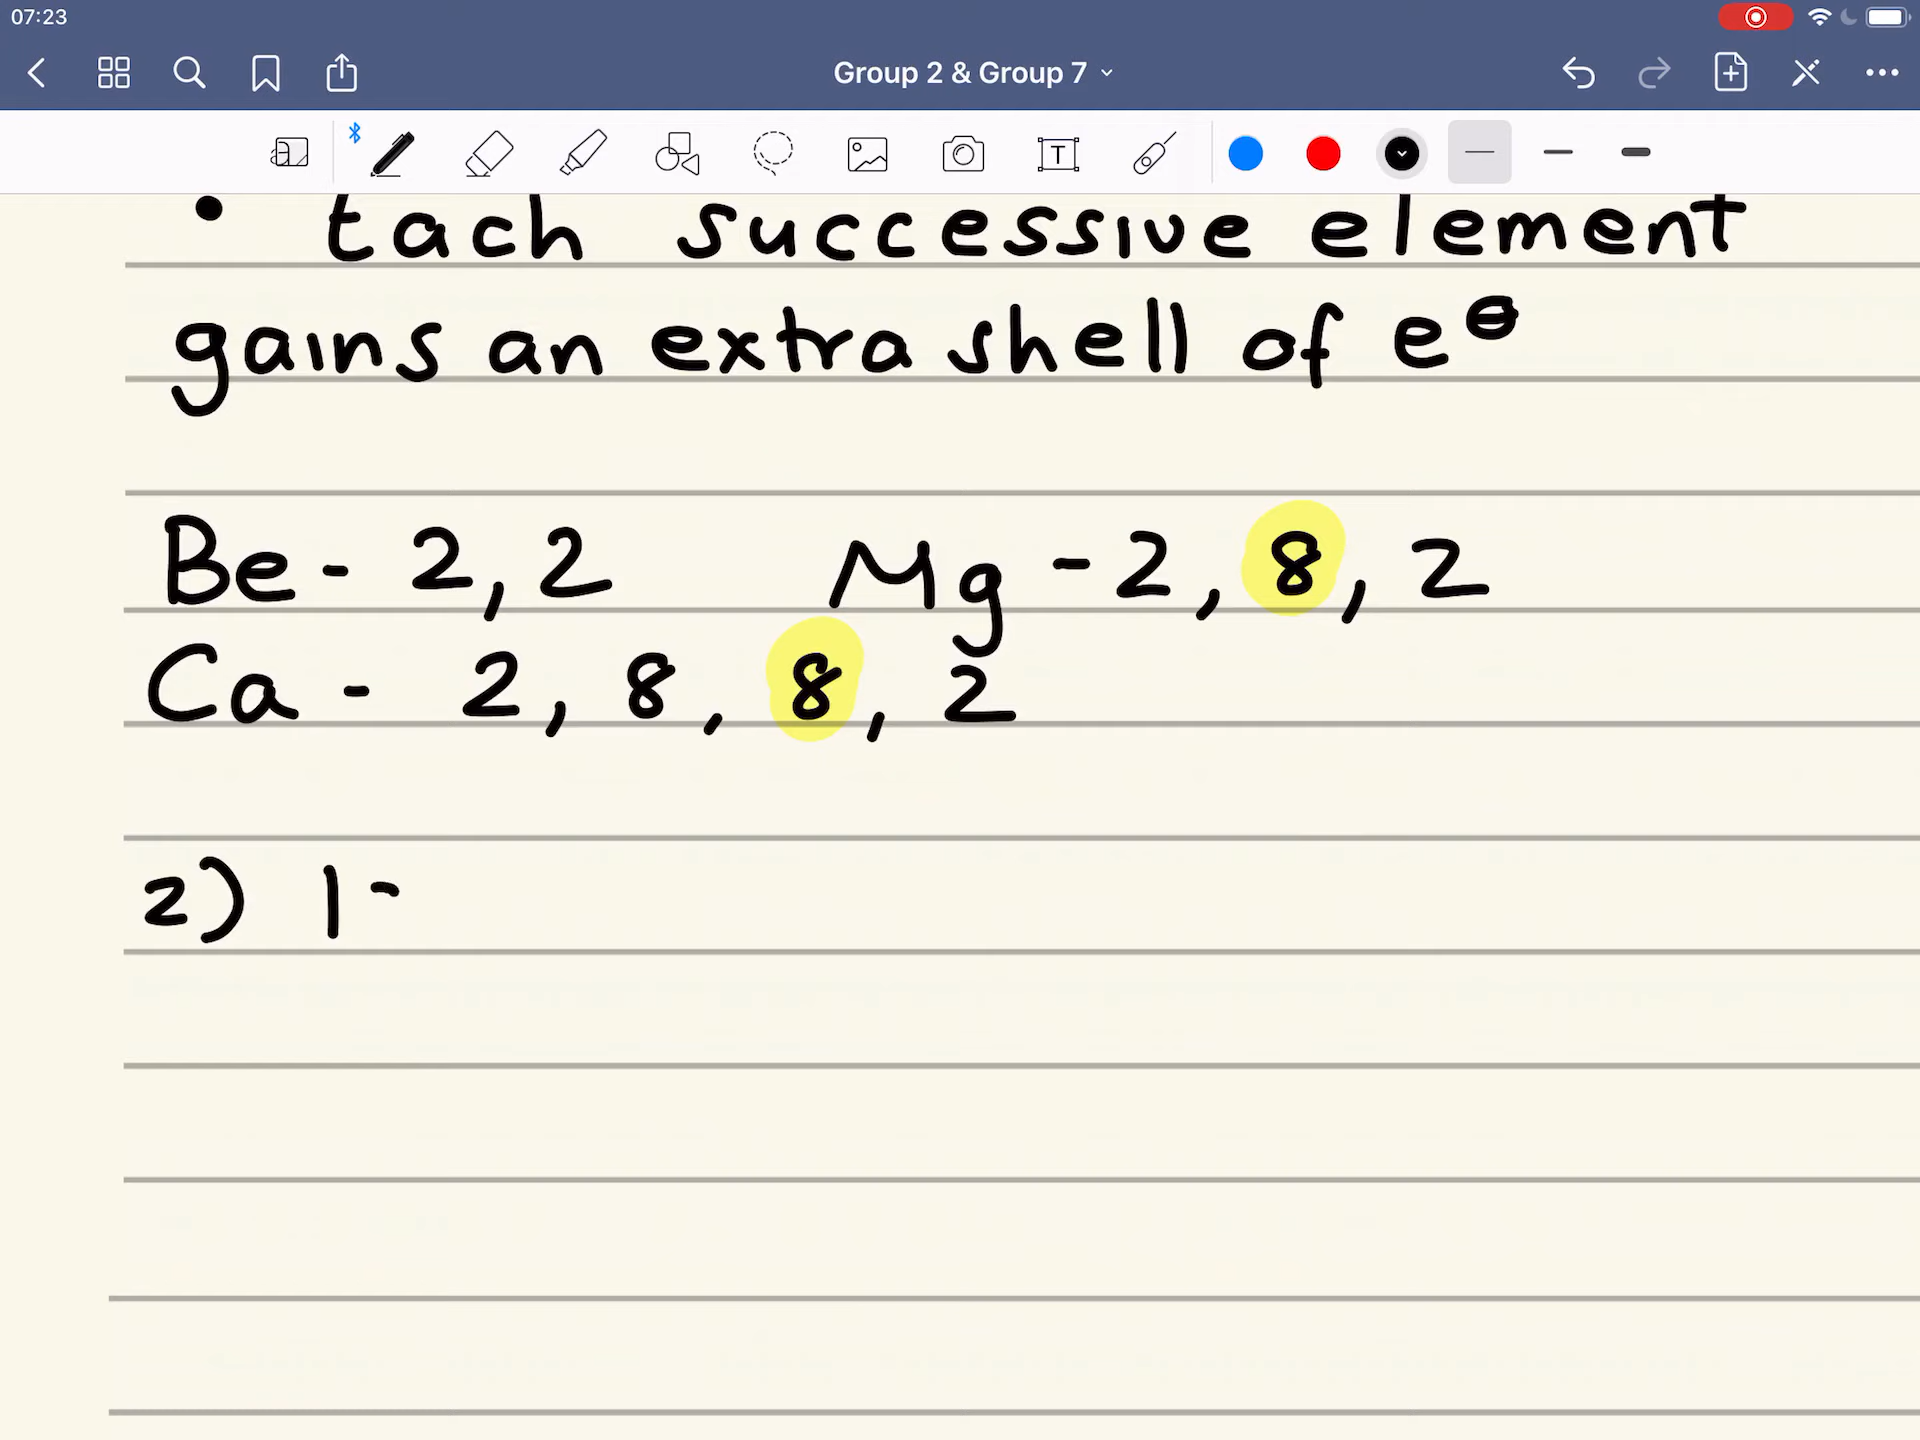 07:23
Group 2 & Group 7
• Each successive element
gains an extra shell of e⊖
Be - 2, 2 Mg - 2, 8, 2
Ca - 2, 8, 8, 2
2) 1-